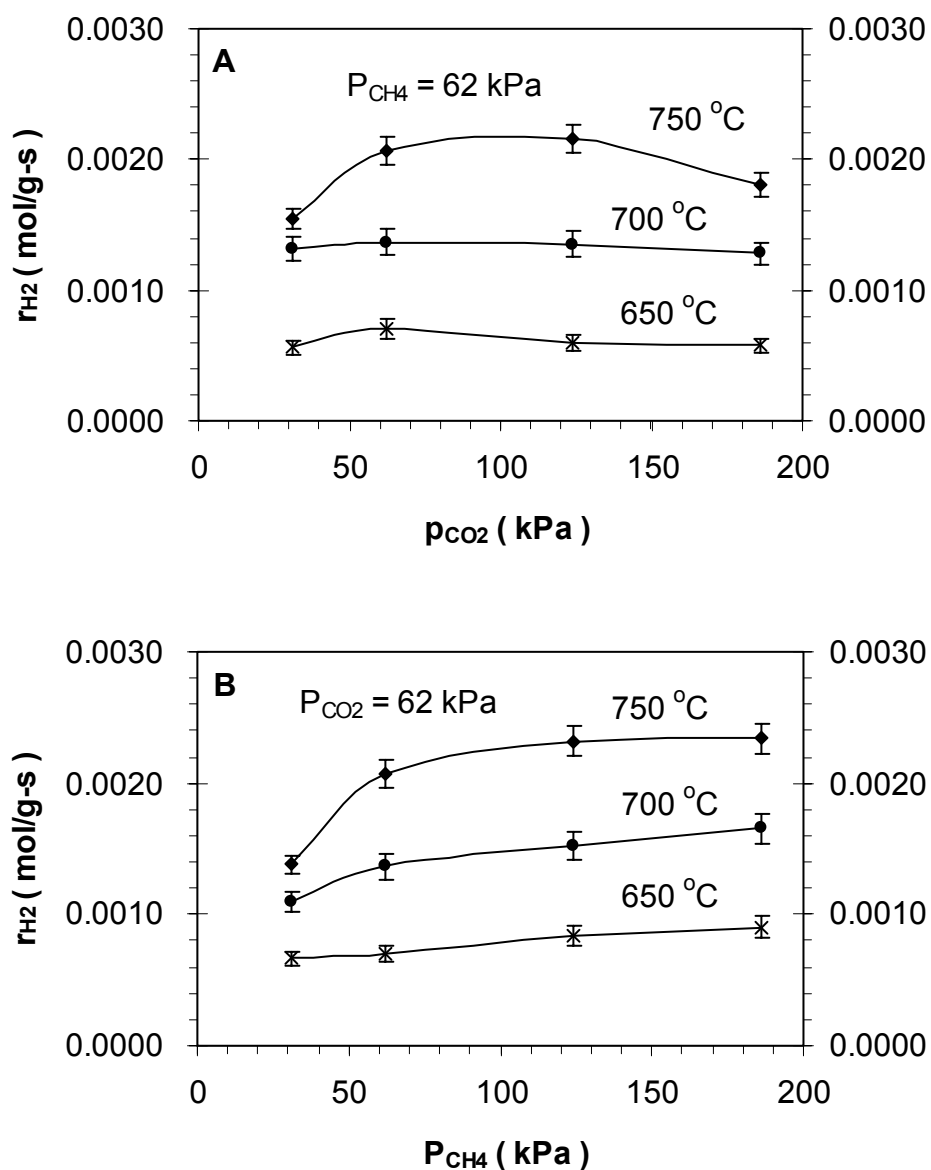 0.0030 0.0030
A
P_CH4 = 62 kPa
750 °C
0.0020 0.0020
700 °C
r_H2 ( mol/g-s )
0.0010 0.0010
650 °C
0.0000 0.0000
0 50 100 150 200
p_CO2 ( kPa )
0.0030 0.0030
B
P_CO2 = 62 kPa
750 °C
0.0020 0.0020
700 °C
r_H2 ( mol/g-s )
0.0010 0.0010
650 °C
0.0000 0.0000
0 50 100 150 200
P_CH4 ( kPa )